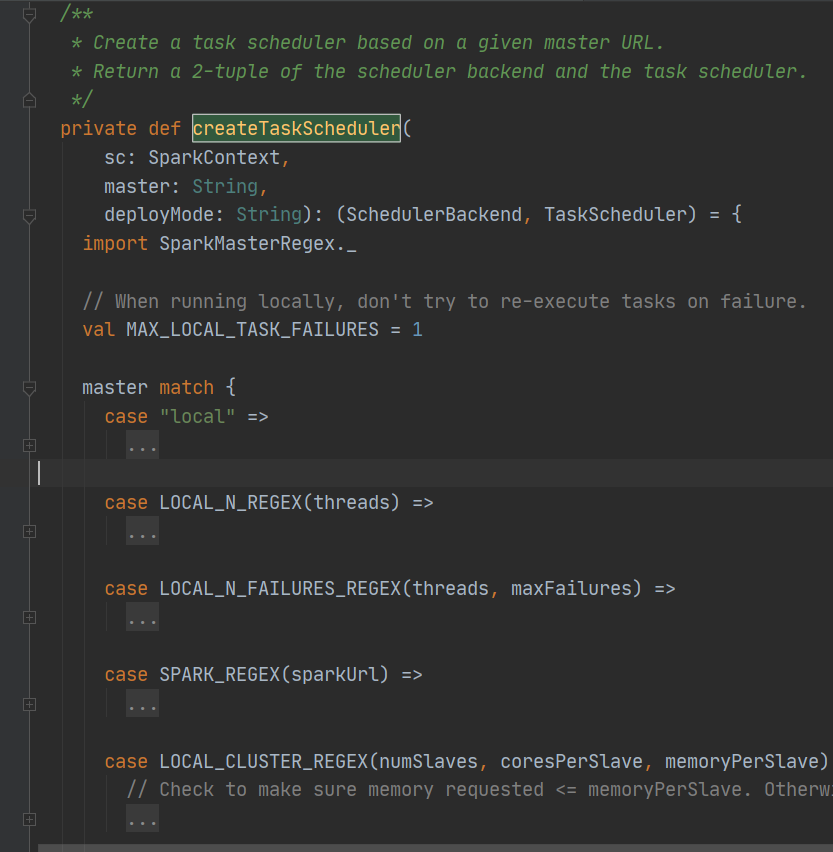 /**
 * Create a task scheduler based on a given master URL.
 * Return a 2-tuple of the scheduler backend and the task scheduler.
 */
private def createTaskScheduler(
    sc: SparkContext,
    master: String,
    deployMode: String): (SchedulerBackend, TaskScheduler) = {
  import SparkMasterRegex._
  // When running locally, don't try to re-execute tasks on failure.
  val MAX_LOCAL_TASK_FAILURES = 1
  master match {
    case "local" =>
      ...
    case LOCAL_N_REGEX(threads) =>
      ...
    case LOCAL_N_FAILURES_REGEX(threads, maxFailures) =>
      ...
    case SPARK_REGEX(sparkUrl) =>
      ...
    case LOCAL_CLUSTER_REGEX(numSlaves, coresPerSlave, memoryPerSlave)
      // Check to make sure memory requested <= memoryPerSlave. Otherwi
      ...